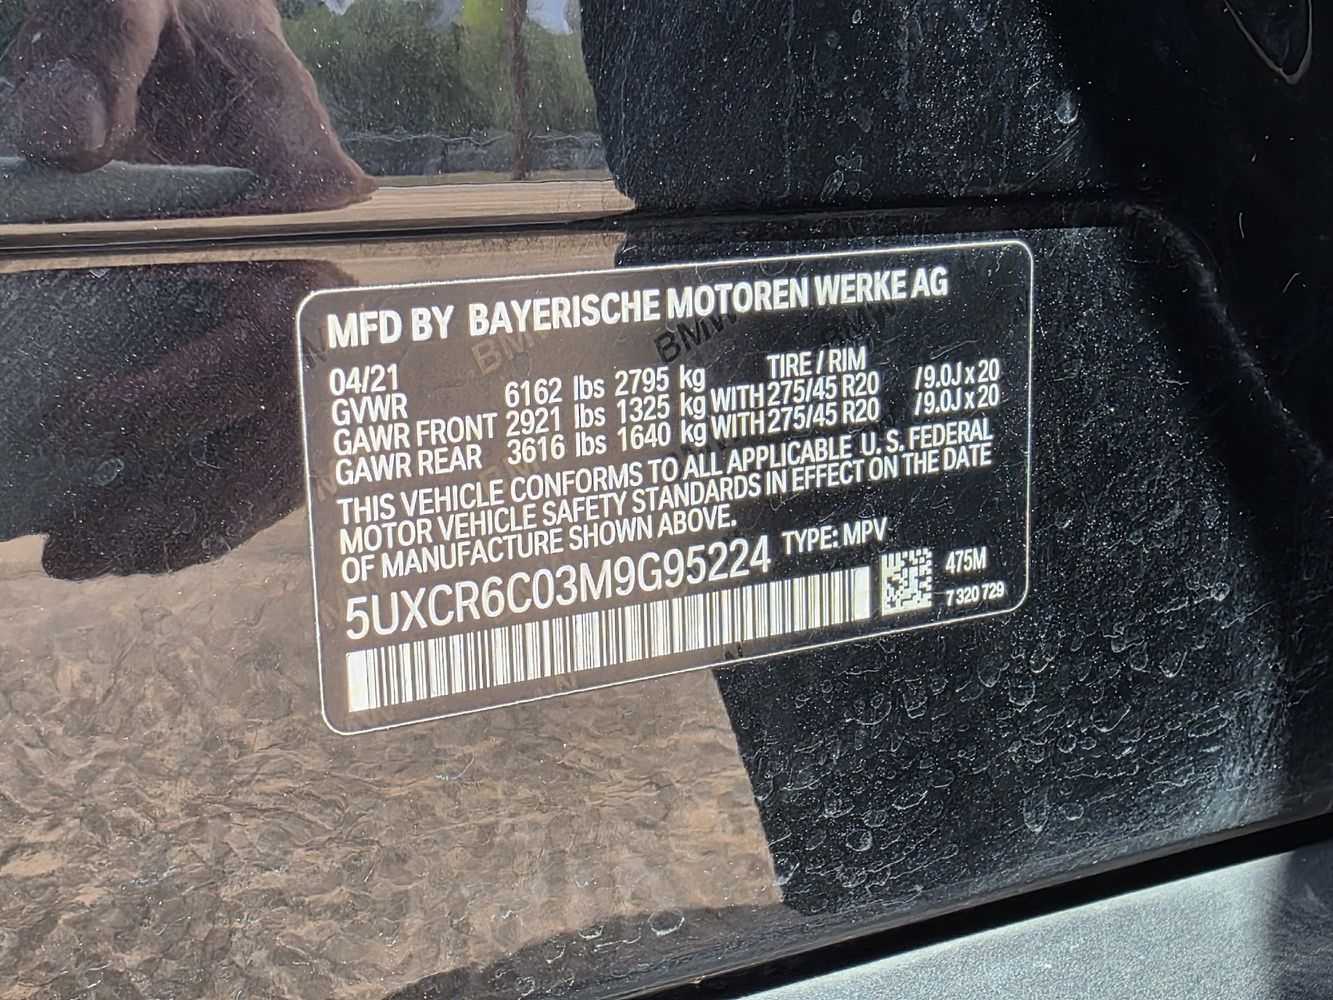 MFD BY BAYERISCHE MOTOREN WERKE AG
04/21 TIRE / RIM
GVWR 6162 lbs 2795 kg
GAWR FRONT 2921 lbs 1325 kg WITH 275/45 R20 / 9.0J x 20
GAWR REAR 3616 lbs 1640 kg WITH 275/45 R20 / 9.0J x 20
THIS VEHICLE CONFORMS TO ALL APPLICABLE U.S. FEDERAL
MOTOR VEHICLE SAFETY STANDARDS IN EFFECT ON THE DATE
OF MANUFACTURE SHOWN ABOVE.
5UXCR6C03M9G95224 TYPE: MPV
475M
7 320 729
BMW
BMW
BMW